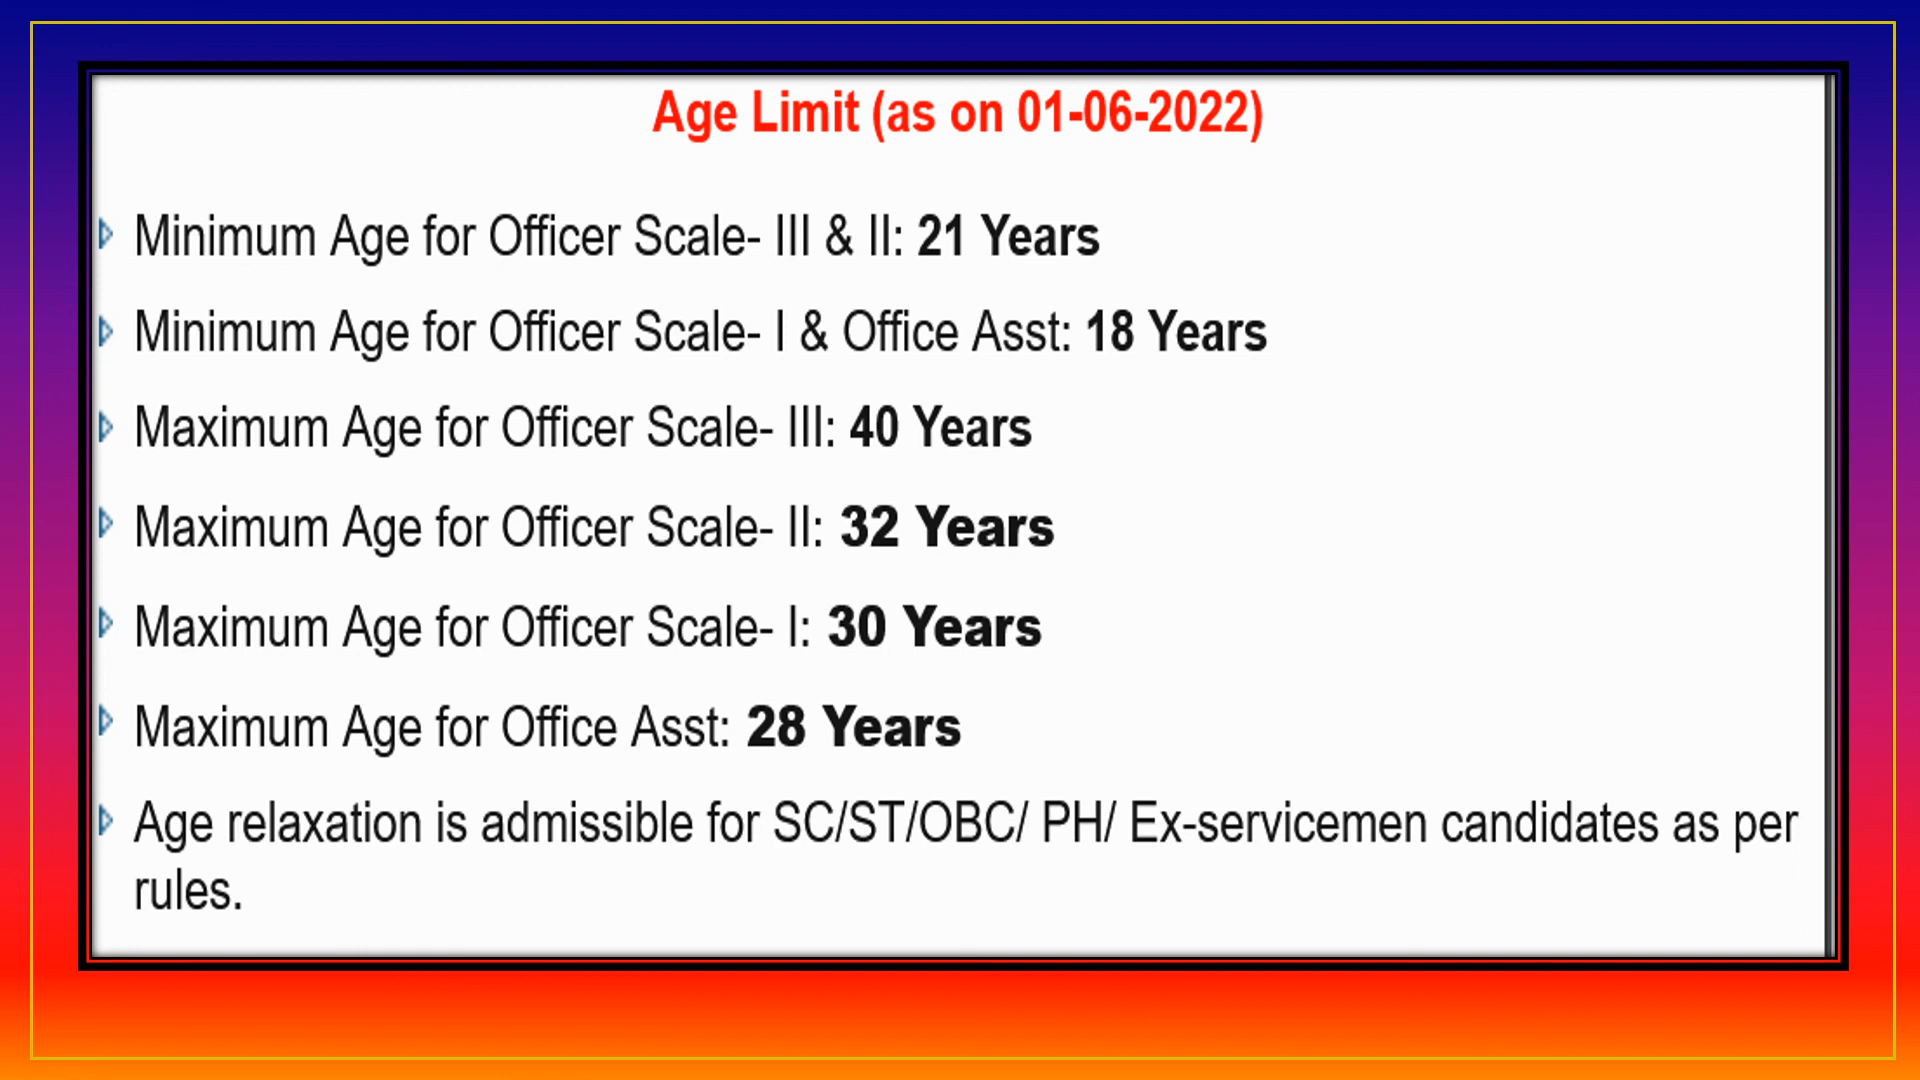 Age Limit (as on 01-06-2022)
Minimum Age for Officer Scale- III & II: 21 Years
Minimum Age for Officer Scale- I & Office Asst: 18 Years
Maximum Age for Officer Scale- III: 40 Years
Maximum Age for Officer Scale- II: 32 Years
Maximum Age for Officer Scale- I: 30 Years
Maximum Age for Office Asst: 28 Years
Age relaxation is admissible for SC/ST/OBC/ PH/ Ex-servicemen candidates as per
rules.